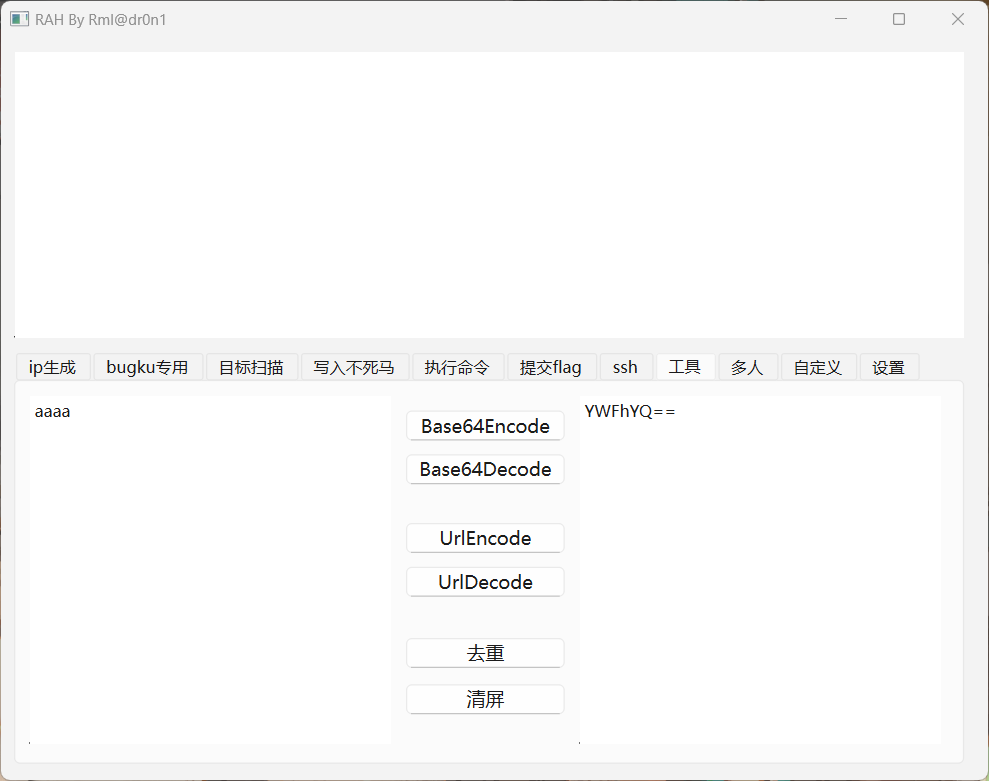 RAH By Rml@dr0n1
ip生成 bugku专用 目标扫描 写入不死马 执行命令 提交flag ssh 工具 多人 自定义 设置
aaaa
Base64Encode
YWFhYQ==
Base64Decode
UrlEncode
UrlDecode
去重
清屏